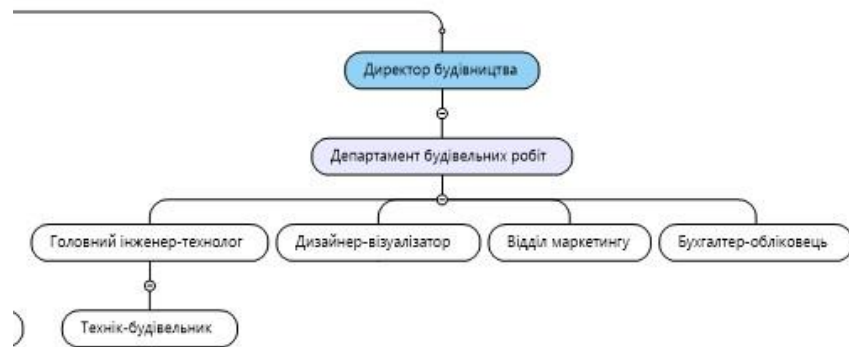 Директор будівництва
Департамент будівельних робіт
Головний інженер-технолог
Дизайнер-візуалізатор
Відділ маркетингу
Бухгалтер-обліковець
Технік-будівельник